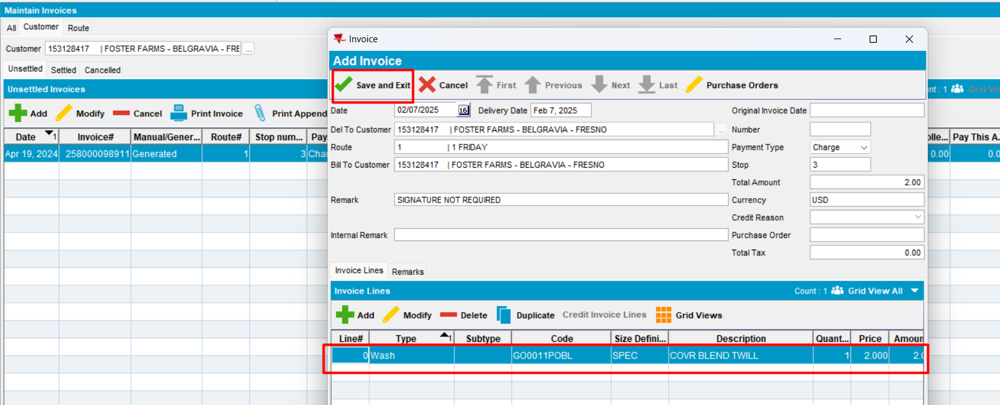 Maintain Invoices
All Customer Route
Customer 153128417 | FOSTER FARMS - BELGRAVIA - FRE ...
Unsettled Settled Cancelled
Unsettled Invoices
Add Modify Cancel Print Invoice Print Append
Date 1 Invoice# Manual/Gener... Route# Stop num... Pay
Apr 19, 2024 258000098911 Generated 1 3 Cha
Invoice
Add Invoice
Save and Exit Cancel First Previous Next Last Purchase Orders
Date 02/07/2025 16 Delivery Date Feb 7, 2025 Original Invoice Date
Del To Customer 153128417 | FOSTER FARMS - BELGRAVIA - FRESNO ... Number
Route 1 | 1 FRIDAY Payment Type Charge
Bill To Customer 153128417 | FOSTER FARMS - BELGRAVIA - FRESNO Stop 3
Total Amount 2.00
Remark SIGNATURE NOT REQUIRED Currency USD
Credit Reason
Internal Remark Purchase Order
Total Tax 0.00
Invoice Lines Remarks
Invoice Lines Count : 1 Grid View All
Add Modify Delete Duplicate Credit Invoice Lines Grid Views
Line# Type 1 Subtype Code Size Defini... Description Quant... Price Amoun
0 Wash GO0011POBL SPEC COVR BLEND TWILL 1 2.000 2.0
nt : 1 Grid Vie
olle... Pay This A..
0.00 0.0